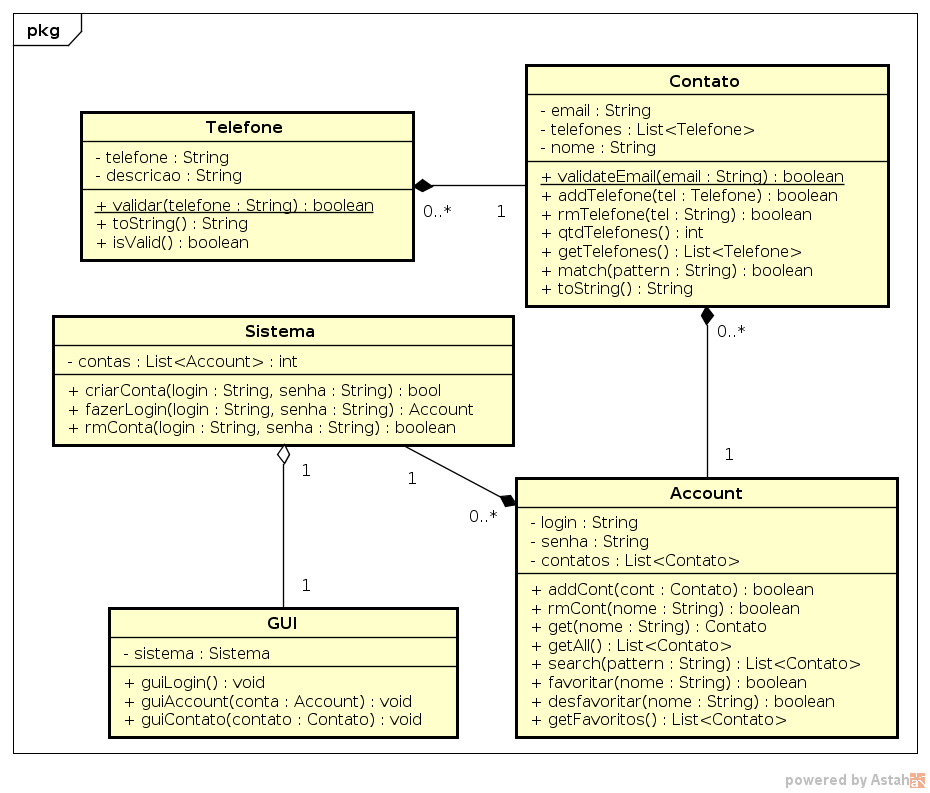 pkg
Contato
- email : String
- telefones : List<Telefone>
- nome : String
+ validateEmail(email : String) : boolean
+ addTelefone(tel : Telefone) : boolean
+ rmTelefone(tel : String) : boolean
+ qtdTelefones() : int
+ getTelefones() : List<Telefone>
+ match(pattern : String) : boolean
+ toString() : String
Telefone
- telefone : String
- descricao : String
+ validar(telefone : String) : boolean
+ toString() : String
+ isValid() : boolean
0..*
1
0..*
1
Sistema
- contas : List<Account> : int
+ criarConta(login : String, senha : String) : bool
+ fazerLogin(login : String, senha : String) : Account
+ rmConta(login : String, senha : String) : boolean
1
1
1
0..*
Account
- login : String
- senha : String
- contatos : List<Contato>
+ addCont(cont : Contato) : boolean
+ rmCont(nome : String) : boolean
+ get(nome : String) : Contato
+ getAll() : List<Contato>
+ search(pattern : String) : List<Contato>
+ favoritar(nome : String) : boolean
+ desfavoritar(nome : String) : boolean
+ getFavoritos() : List<Contato>
GUI
- sistema : Sistema
+ guiLogin() : void
+ guiAccount(conta : Account) : void
+ guiContato(contato : Contato) : void
powered by Astah